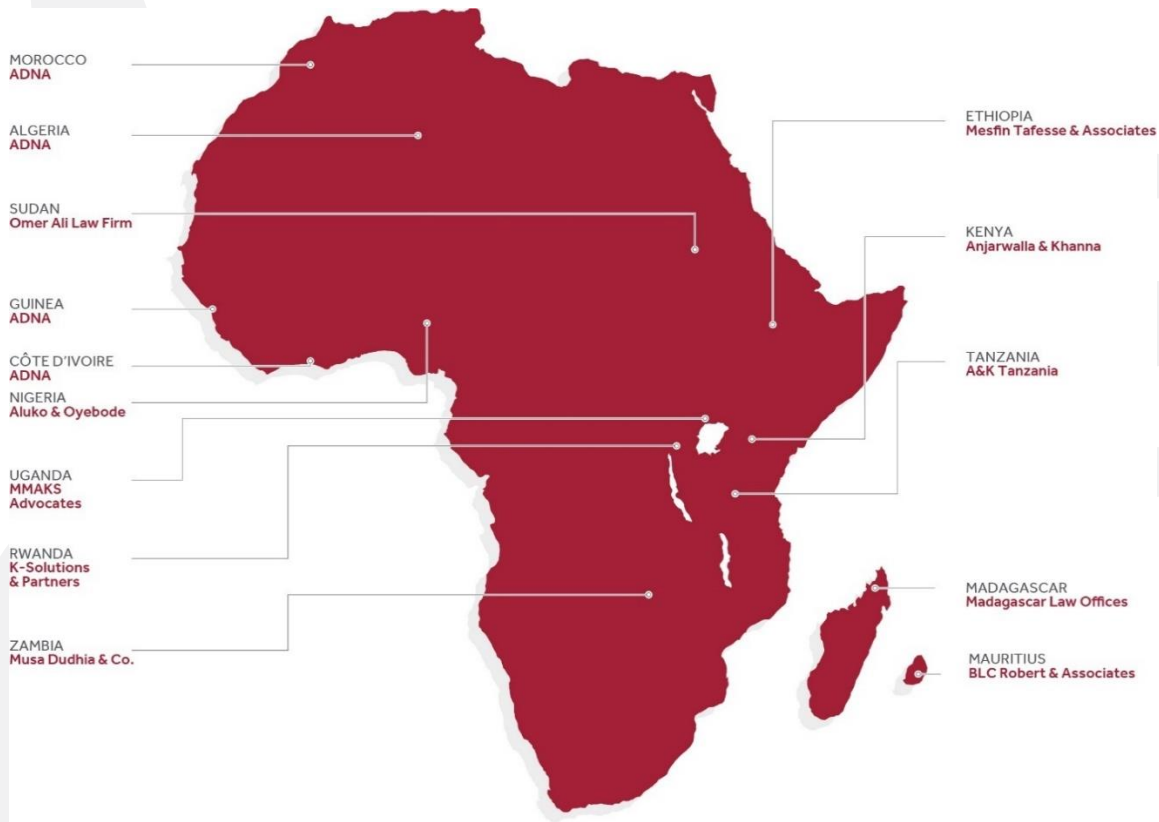 MOROCCO
ADNA
ALGERIA
ADNA
SUDAN
Omer Ali Law Firm
GUINEA
ADNA
CÔTE D'IVOIRE
ADNA
NIGERIA
Aluko & Oyebode
UGANDA
MMAKS
Advocates
RWANDA
K-Solutions
& Partners
ZAMBIA
Musa Dudhia & Co.
ETHIOPIA
Mesfin Tafesse & Associates
KENYA
Anjarwalla & Khanna
TANZANIA
A&K Tanzania
MADAGASCAR
Madagascar Law Offices
MAURITIUS
BLC Robert & Associates